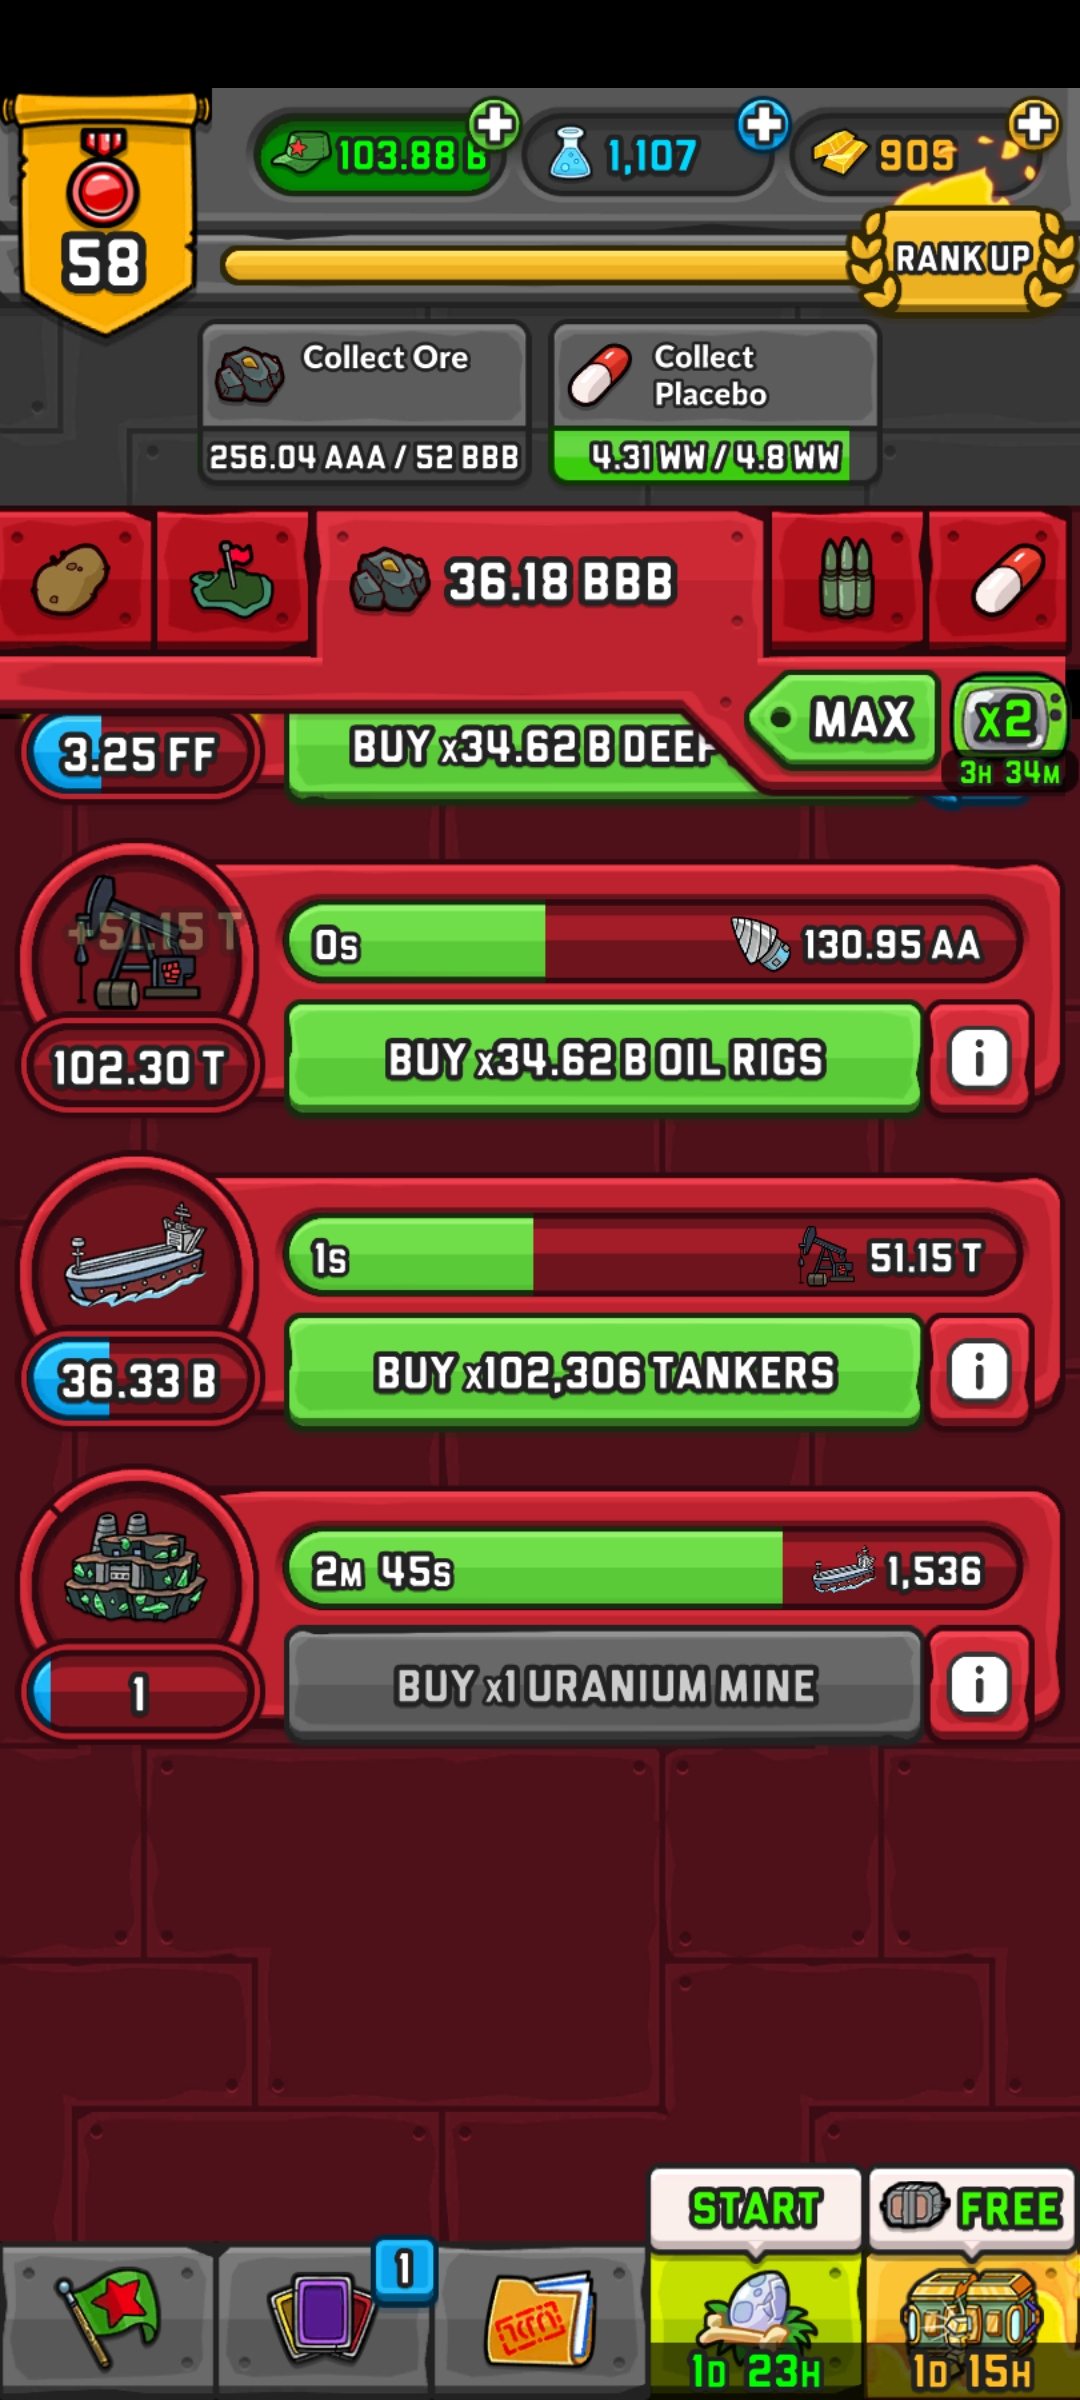 103.88 B
1,107
909
58
RANK UP
Collect Ore
256.04 AAA / 52 BBB
Collect
Placebo
4.31 WW / 4.8 WW
36.18 BBB
MAX
x2
3H 34M
3.25 FF
BUY x34.62 B DEEP
+51.15 T
0s
130.95 AA
102.30 T
BUY x34.62 B OIL RIGS
i
1s
51.15 T
36.33 B
BUY x102,306 TANKERS
i
2M 45s
1,536
1
BUY x1 URANIUM MINE
i
START
FREE
1
1D 23H
1D 15H